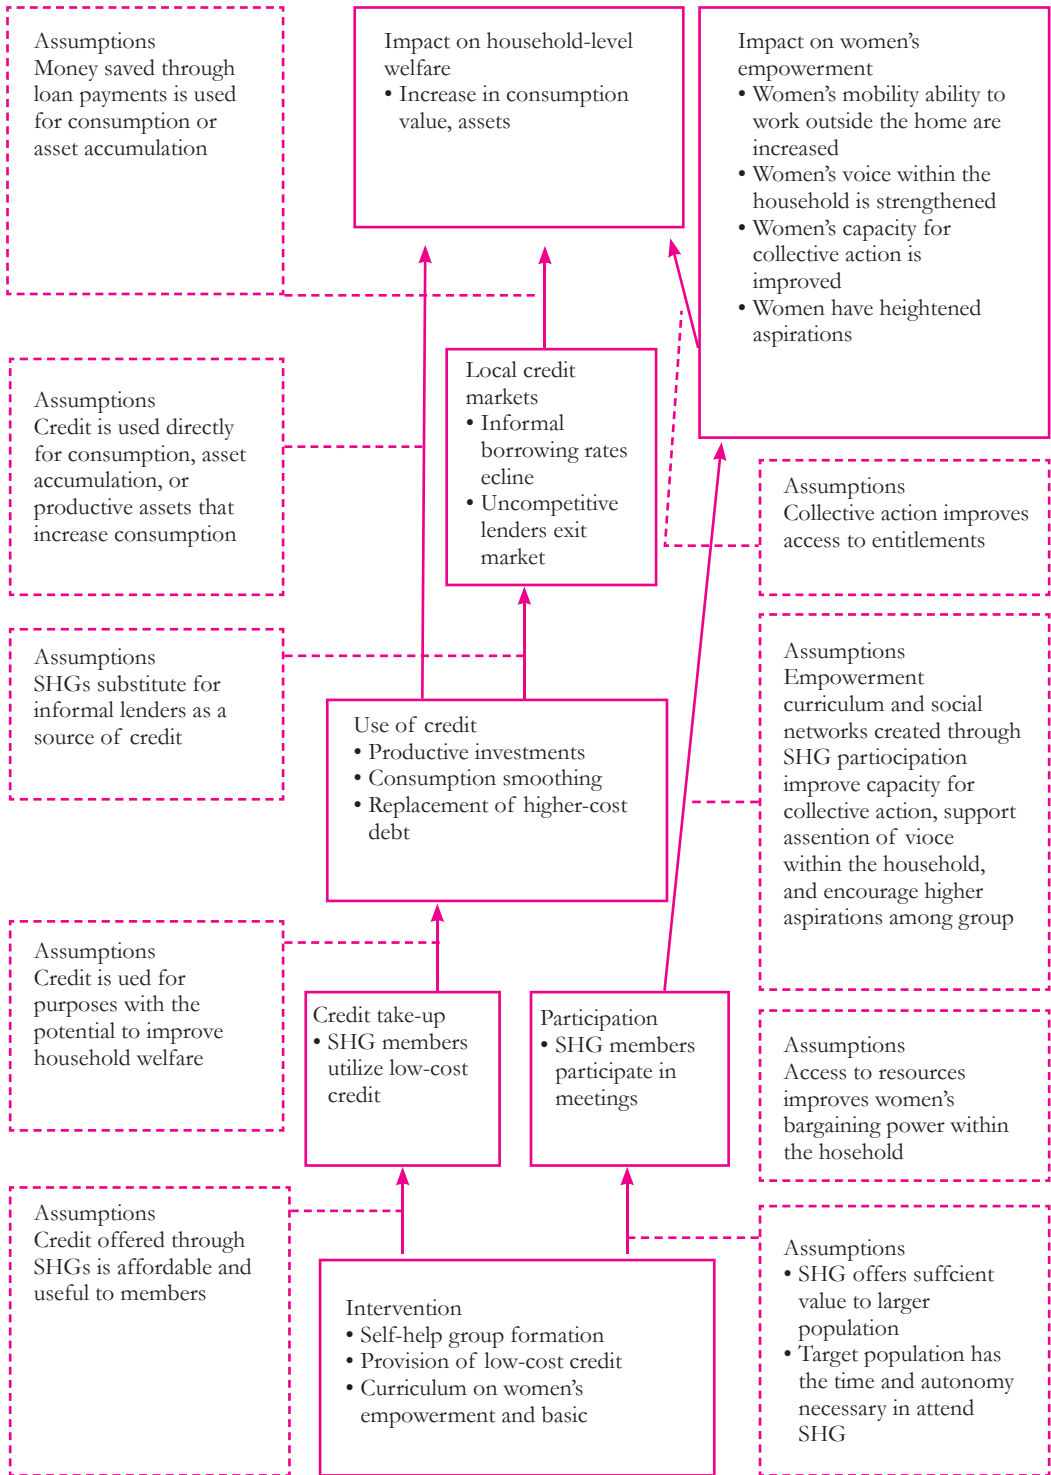 Assumptions
Money saved through
loan payments is used
for consumption or
asset accumulation
Impact on household-level
welfare
• Increase in consumption
value, assets
Impact on women’s
empowerment
• Women’s mobility ability to
work outside the home are
increased
• Women’s voice within the
household is strengthened
• Women’s capacity for
collective action is
improved
• Women have heightened
aspirations
Assumptions
Credit is used directly
for consumption, asset
accumulation, or
productive assets that
increase consumption
Local credit
markets
• Informal
borrowing rates
ecline
• Uncompetitive
lenders exit
market
Assumptions
Collective action improves
access to entitlements
Assumptions
SHGs substitute for
informal lenders as a
source of credit
Use of credit
• Productive investments
• Consumption smoothing
• Replacement of higher-cost
debt
Assumptions
Empowerment
curriculum and social
networks created through
SHG partiocipation
improve capacity for
collective action, support
assention of vioce
within the household,
and encourage higher
aspirations among group
Assumptions
Credit is ued for
purposes with the
potential to improve
household welfare
Credit take-up
• SHG members
utilize low-cost
credit
Participation
• SHG members
participate in
meetings
Assumptions
Access to resources
improves women’s
bargaining power within
the hosehold
Assumptions
Credit offered through
SHGs is affordable and
useful to members
Intervention
• Self-help group formation
• Provision of low-cost credit
• Curriculum on women’s
empowerment and basic
Assumptions
• SHG offers suffcient
value to larger
population
• Target population has
the time and autonomy
necessary in attend
SHG